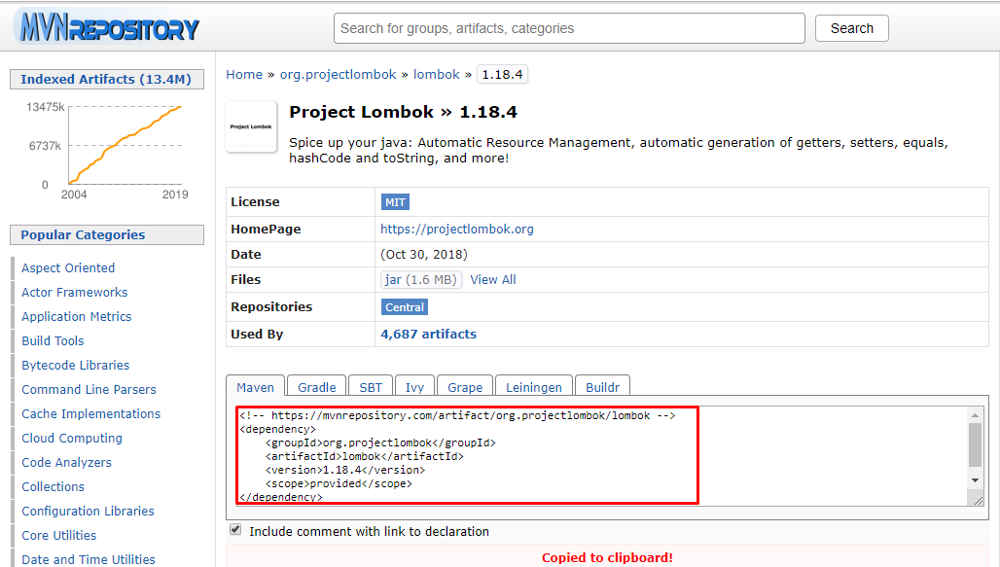 MVNREPOSITORY
Search for groups, artifacts, categories
Search
Indexed Artifacts (13.4M)
13475k
6737k
0
2004 2019
Popular Categories
Aspect Oriented
Actor Frameworks
Application Metrics
Build Tools
Bytecode Libraries
Command Line Parsers
Cache Implementations
Cloud Computing
Code Analyzers
Collections
Configuration Libraries
Core Utilities
Date and Time Utilities
Home » org.projectlombok » lombok » 1.18.4
Project Lombok
Project Lombok » 1.18.4
Spice up your java: Automatic Resource Management, automatic generation of getters, setters, equals,
hashCode and toString, and more!
License MIT
HomePage https://projectlombok.org
Date (Oct 30, 2018)
Files jar (1.6 MB) View All
Repositories Central
Used By 4,687 artifacts
Maven Gradle SBT Ivy Grape Leiningen Buildr
<!-- https://mvnrepository.com/artifact/org.projectlombok/lombok -->
<dependency>
    <groupId>org.projectlombok</groupId>
    <artifactId>lombok</artifactId>
    <version>1.18.4</version>
    <scope>provided</scope>
</dependency>
Include comment with link to declaration
Copied to clipboard!